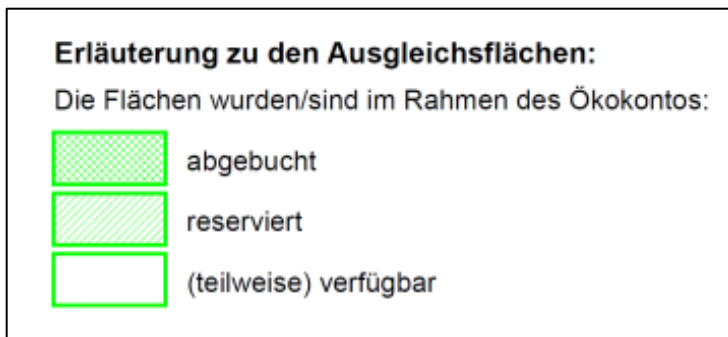 Erläuterung zu den Ausgleichsflächen:
Die Flächen wurden/sind im Rahmen des Ökokontos:
abgebucht
reserviert
(teilweise) verfügbar